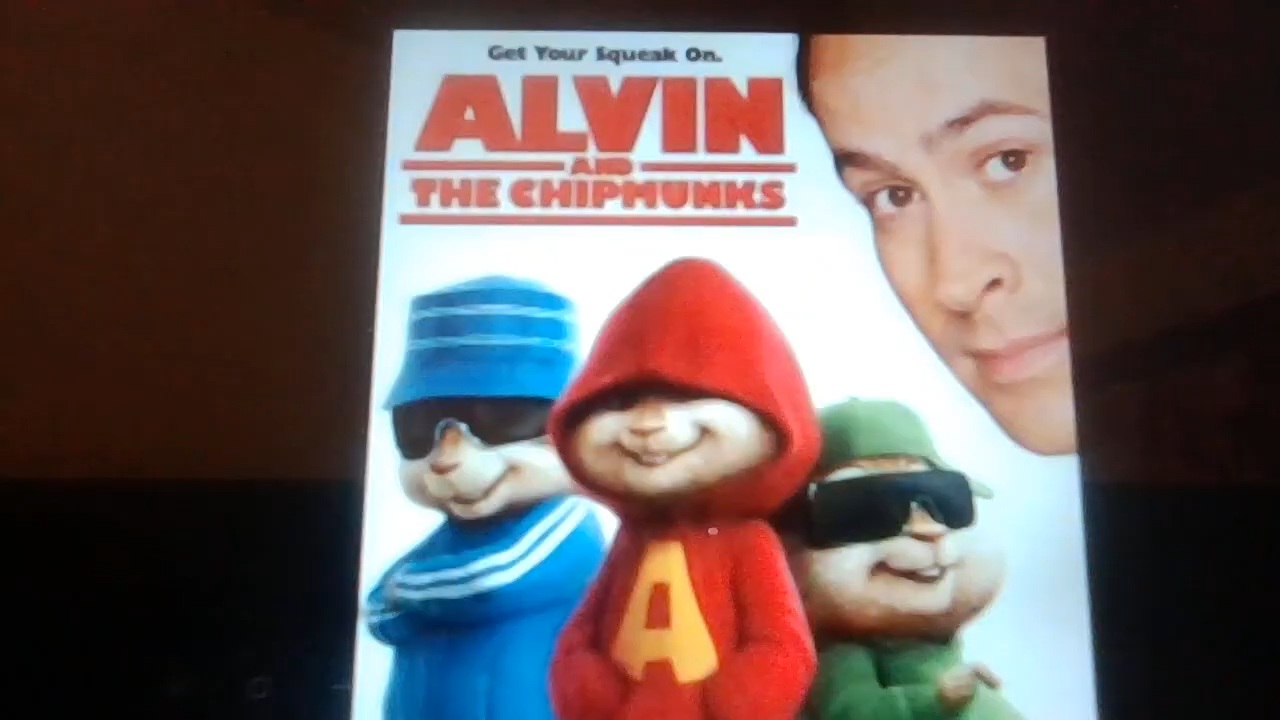 Get Your Squeak On.
ALVIN
AND
THE CHIPMUNKS
A